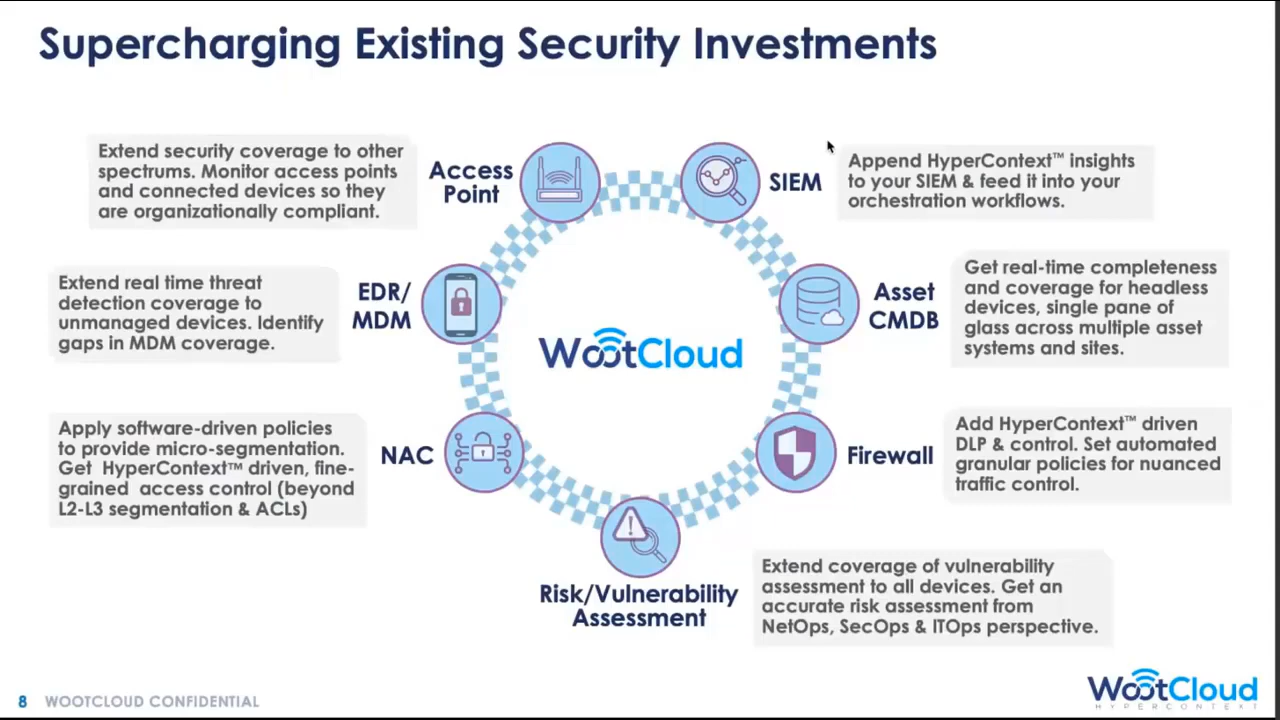 Supercharging Existing Security Investments
Extend security coverage to other
spectrums. Monitor access points
and connected devices so they
are organizationally compliant.
Access
Point
SIEM
Append HyperContext™ insights
to your SIEM & feed it into your
orchestration workflows.
Extend real time threat
detection coverage to
unmanaged devices. Identify
gaps in MDM coverage.
EDR/
MDM
Asset
CMDB
Get real-time completeness
and coverage for headless
devices, single pane of
glass across multiple asset
systems and sites.
WootCloud
Apply software-driven policies
to provide micro-segmentation.
Get HyperContext™ driven, fine-
grained access control (beyond
L2-L3 segmentation & ACLs)
NAC
Firewall
Add HyperContext™ driven
DLP & control. Set automated
granular policies for nuanced
traffic control.
Risk/Vulnerability
Assessment
Extend coverage of vulnerability
assessment to all devices. Get an
accurate risk assessment from
NetOps, SecOps & ITOps perspective.
8 WOOTCLOUD CONFIDENTIAL
WootCloud
HYPERCONTEXT